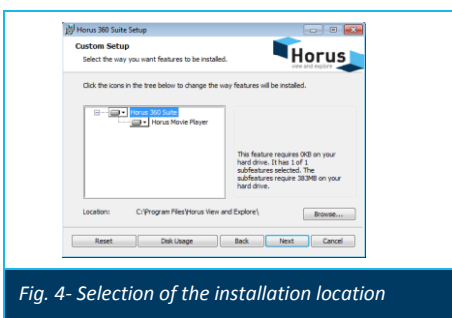 Horus 360 Suite Setup
Custom Setup
Select the way you want features to be installed.
Horus
view and explore
Click the icons in the tree below to change the way features will be installed.
Horus 360 Suite
Horus Movie Player
This feature requires 0KB on your
hard drive. It has 1 of 1
subfeatures selected. The
subfeatures require 383MB on your
hard drive.
Location: C:\Program Files\Horus View and Explore\
Browse...
Reset Disk Usage Back Next Cancel
Fig. 4- Selection of the installation location